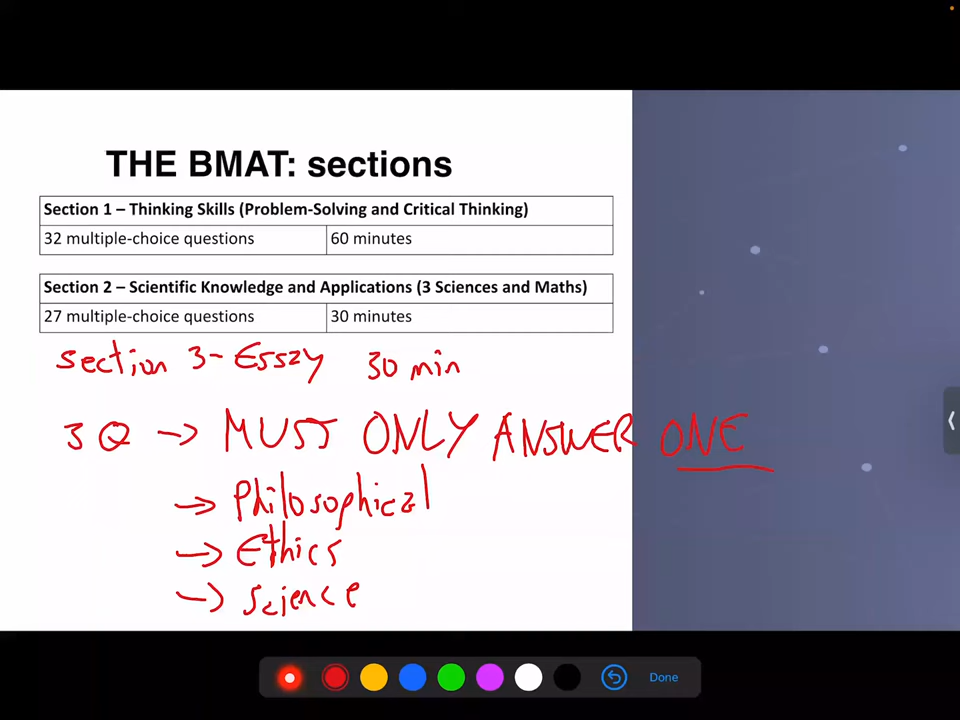 THE BMAT: sections
Section 1 – Thinking Skills (Problem-Solving and Critical Thinking)
32 multiple-choice questions 60 minutes
Section 2 – Scientific Knowledge and Applications (3 Sciences and Maths)
27 multiple-choice questions 30 minutes
Section 3- Essay 30 min
3 Q → MUST ONLY ANSWER ONE
→ Philosophical
→ Ethics
→ Science
Done